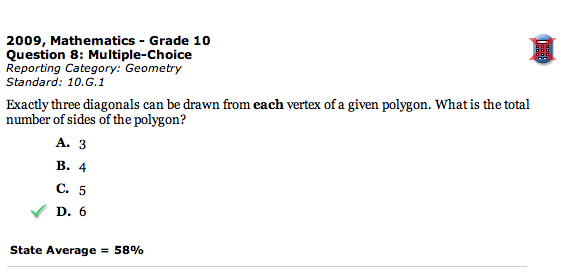 2009, Mathematics - Grade 10
Question 8: Multiple-Choice
Reporting Category: Geometry
Standard: 10.G.1
Exactly three diagonals can be drawn from each vertex of a given polygon. What is the total
number of sides of the polygon?
A. 3
B. 4
C. 5
D. 6
State Average = 58%